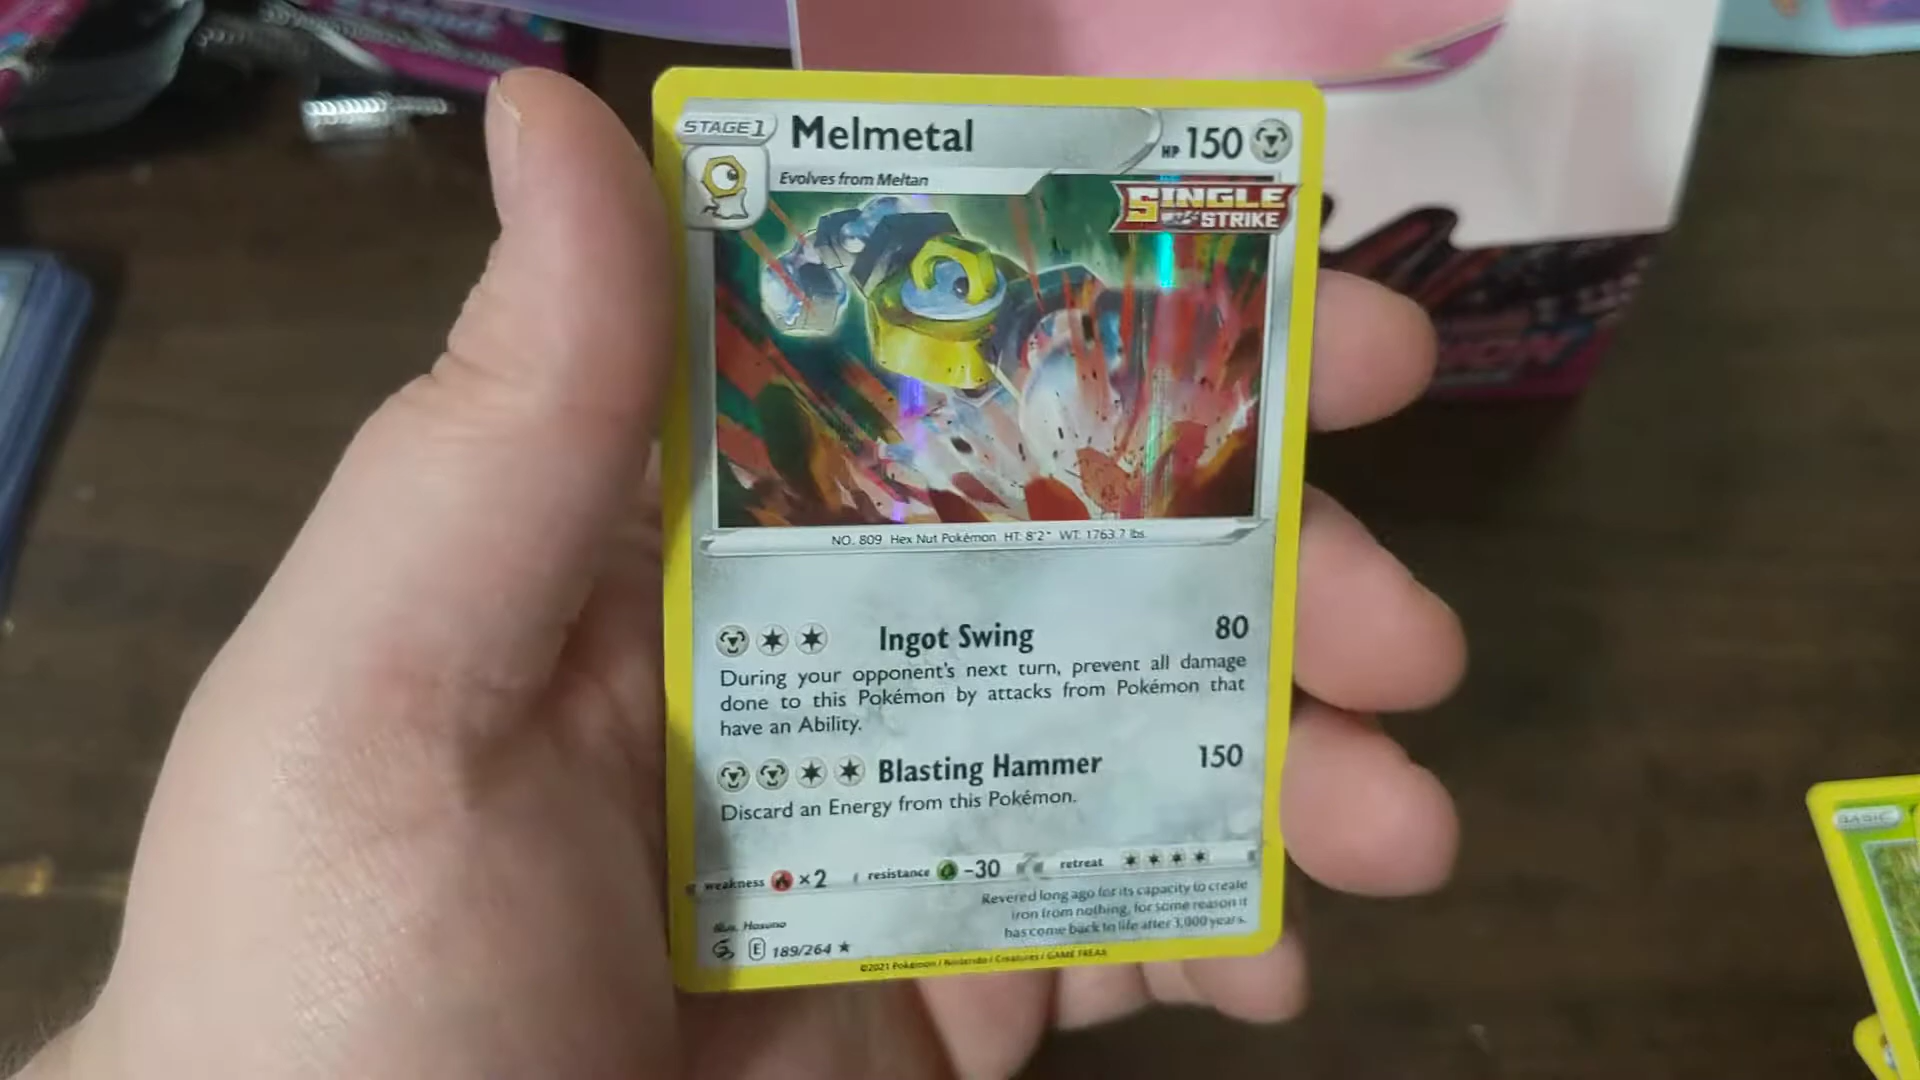 STRIKE
STAGE 1
Melmetal
HP 150
Evolves from Meltan
SINGLE
STRIKE
NO. 809 Hex Nut Pokémon HT: 8'2" WT: 1763.7 lbs.
Ingot Swing 80
During your opponent's next turn, prevent all damage
done to this Pokémon by attacks from Pokémon that
have an Ability.
Blasting Hammer 150
Discard an Energy from this Pokémon.
weakness ×2 resistance -30 retreat
Revered long ago for its capacity to create
iron from nothing, for some reason it
has come back to life after 3,000 years.
Illus. Hasuno
E 189/264 ★
©2021 Pokémon / Nintendo / Creatures / GAME FREAK
BASIC